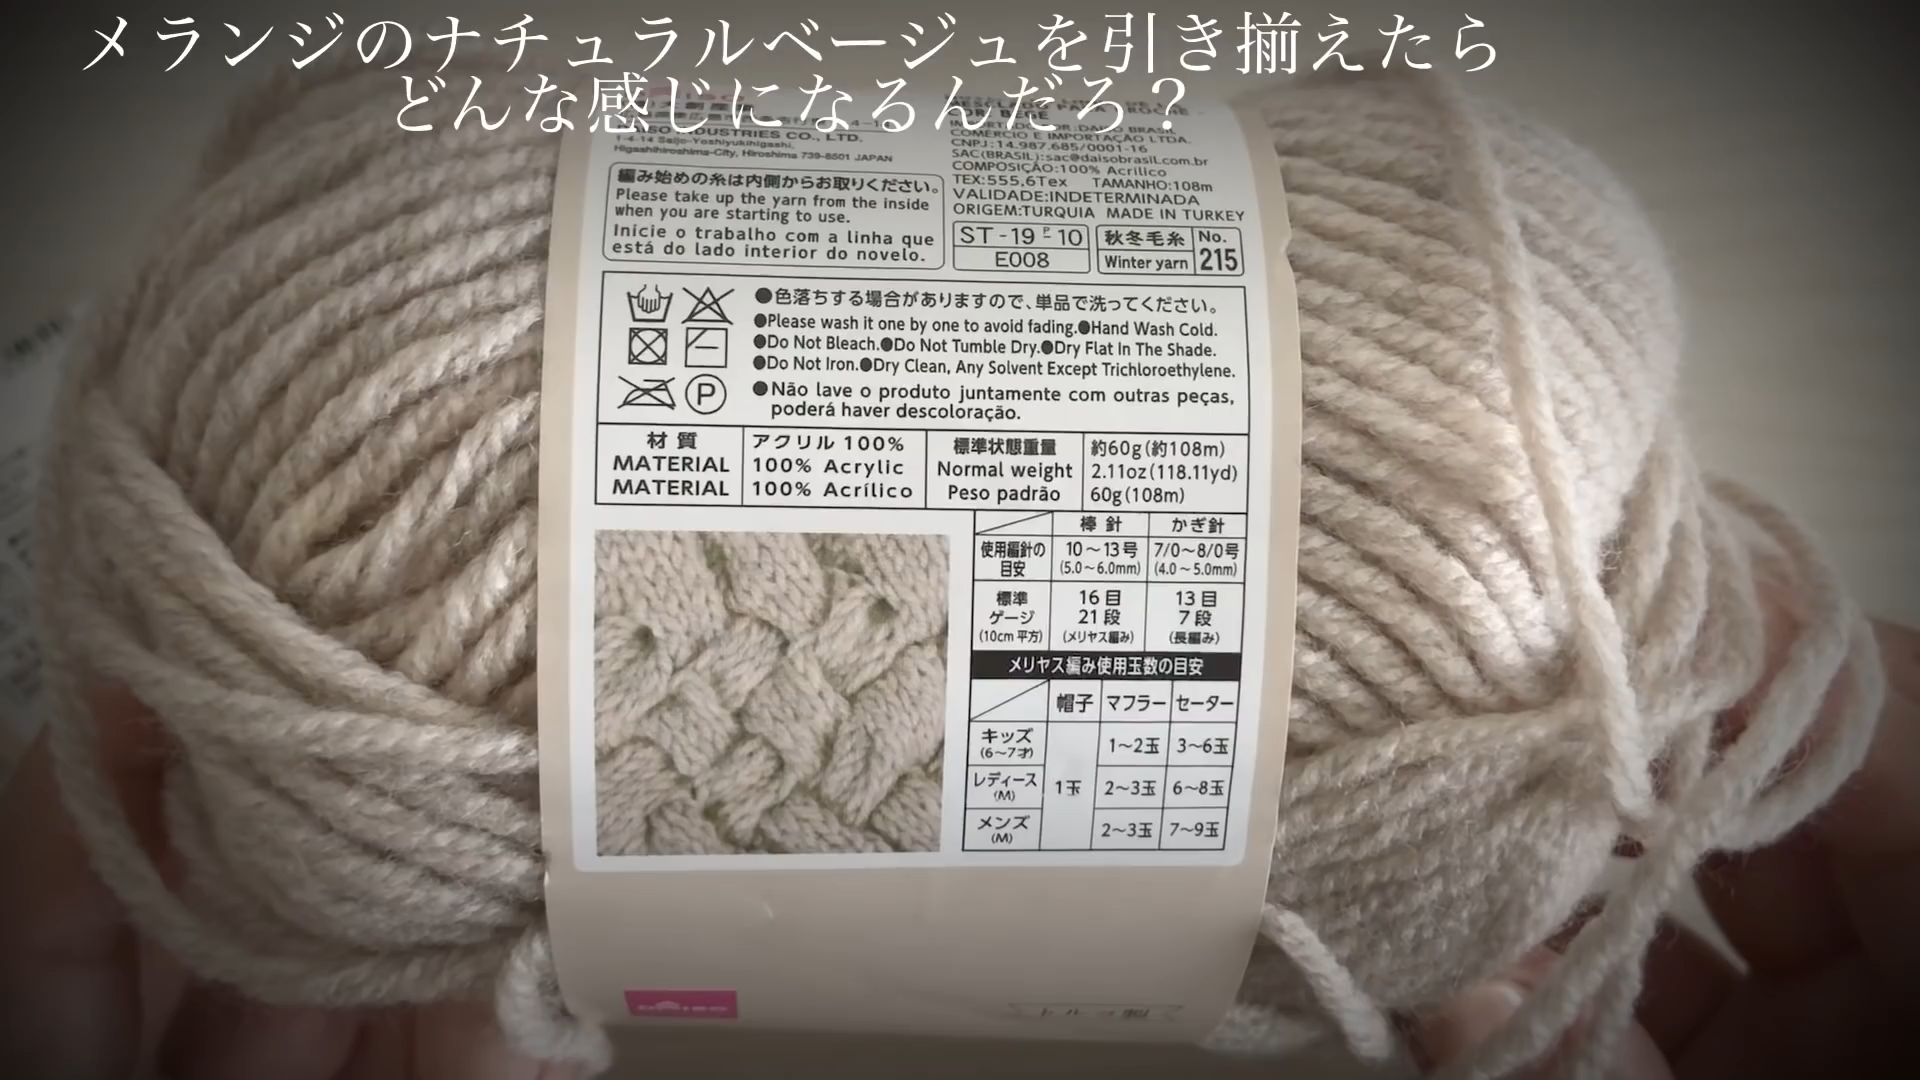 メランジのナチュラルベージュを引き揃えたら
どんな感じになるんだろ？
DAISO INDUSTRIES CO., LTD.
1-4-14 Saijo-Yoshiyukihigashi,
Higashihiroshima-City, Hiroshima 739-8501 JAPAN
COR: BEGE
COMÉRCIO E IMPORTAÇÃO LTDA.
CNPJ:14.987.685/0001-16
SAC(BRASIL):sac@daisobrasil.com.br
COMPOSIÇÃO:100% Acrílico
TEX:555,6Tex TAMANHO:108m
VALIDADE:INDETERMINADA
ORIGEM:TURQUIA MADE IN TURKEY
編み始めの糸は内側からお取りください。
Please take up the yarn from the inside
when you are starting to use.
Inicie o trabalho com a linha que
está do lado interior do novelo.
ST-19 P-10
E008
秋冬毛糸
Winter yarn
No.
215
●色落ちする場合がありますので、単品で洗ってください。
●Please wash it one by one to avoid fading.●Hand Wash Cold.
●Do Not Bleach.●Do Not Tumble Dry.●Dry Flat In The Shade.
●Do Not Iron.●Dry Clean, Any Solvent Except Trichloroethylene.
●Não lave o produto juntamente com outras peças,
poderá haver descoloração.
P
材質 アクリル 100% 標準状態重量 約60g(約108m)
MATERIAL 100% Acrylic Normal weight 2.11oz(118.11yd)
MATERIAL 100% Acrílico Peso padrão 60g(108m)
棒針 かぎ針
使用編針の 10～13号 7/0～8/0号
目安 (5.0～6.0mm) (4.0～5.0mm)
標準 16目 13目
ゲージ 21段 7段
(10cm平方) (メリヤス編み) (長編み)
メリヤス編み使用玉数の目安
帽子 マフラー セーター
キッズ 1～2玉 3～6玉
(6～7才)
レディース 1玉 2～3玉 6～8玉
(M)
メンズ 2～3玉 7～9玉
(M)
DAISO
トルコ製